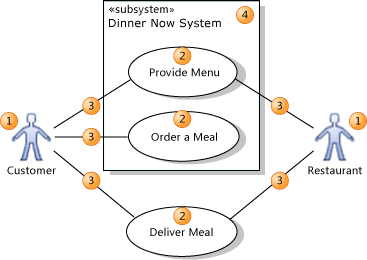 «subsystem»
Dinner Now System
4
2
Provide Menu
3
3
1
1
2
Order a Meal
3
Customer
Restaurant
3
3
2
Deliver Meal